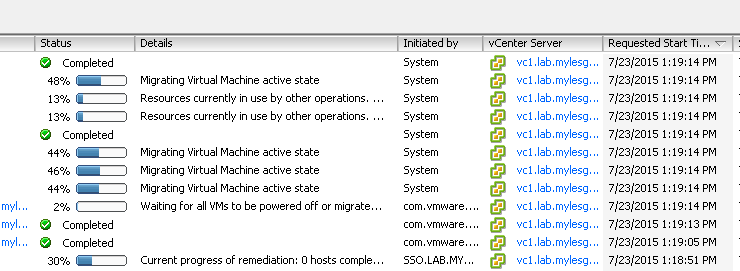 Status Details Initiated by vCenter Server Requested Start Ti...
Completed System vc1.lab.mylesg... 7/23/2015 1:19:14 PM
48% Migrating Virtual Machine active state System vc1.lab.mylesg... 7/23/2015 1:19:14 PM
13% Resources currently in use by other operations. ... System vc1.lab.mylesg... 7/23/2015 1:19:14 PM
13% Resources currently in use by other operations. ... System vc1.lab.mylesg... 7/23/2015 1:19:14 PM
Completed System vc1.lab.mylesg... 7/23/2015 1:19:14 PM
44% Migrating Virtual Machine active state System vc1.lab.mylesg... 7/23/2015 1:19:14 PM
46% Migrating Virtual Machine active state System vc1.lab.mylesg... 7/23/2015 1:19:14 PM
44% Migrating Virtual Machine active state System vc1.lab.mylesg... 7/23/2015 1:19:14 PM
myl... 2% Waiting for all VMs to be powered off or migrate... com.vmware... vc1.lab.mylesg... 7/23/2015 1:19:14 PM
myl... Completed com.vmware... vc1.lab.mylesg... 7/23/2015 1:19:13 PM
myl... Completed com.vmware... vc1.lab.mylesg... 7/23/2015 1:19:05 PM
30% Current progress of remediation: 0 hosts comple... SSO.LAB.MY... vc1.lab.mylesg... 7/23/2015 1:18:51 PM